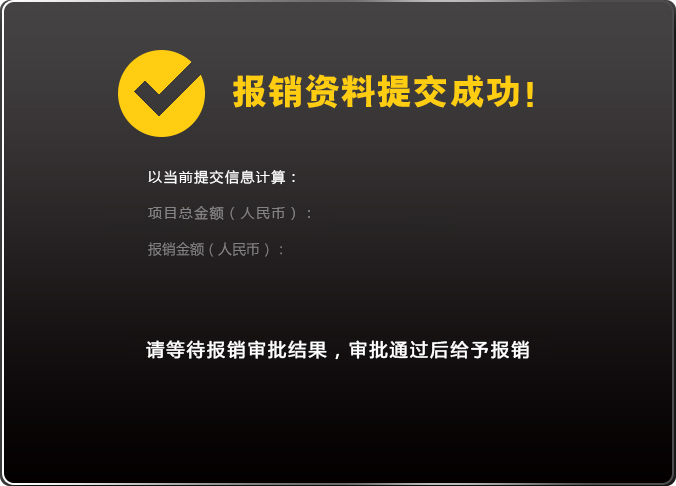 报销资料提交成功!
以当前提交信息计算：
项目总金额（人民币）：
报销金额（人民币）：
请等待报销审批结果，审批通过后给予报销